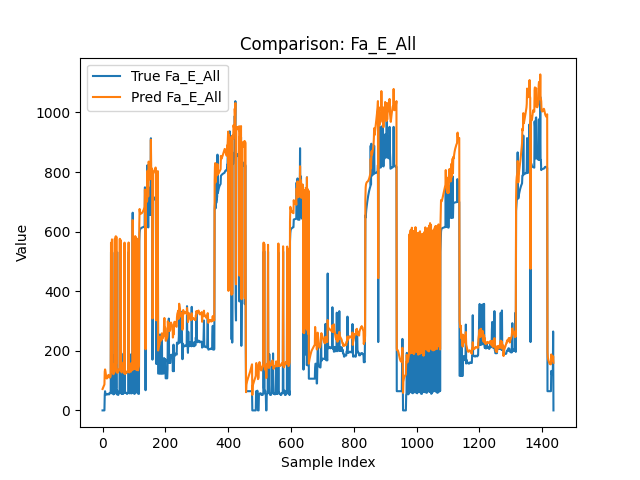 Comparison: Fa_E_All
True Fa_E_All
Pred Fa_E_All
1000
800
600
400
200
0
Value
0 200 400 600 800 1000 1200 1400
Sample Index